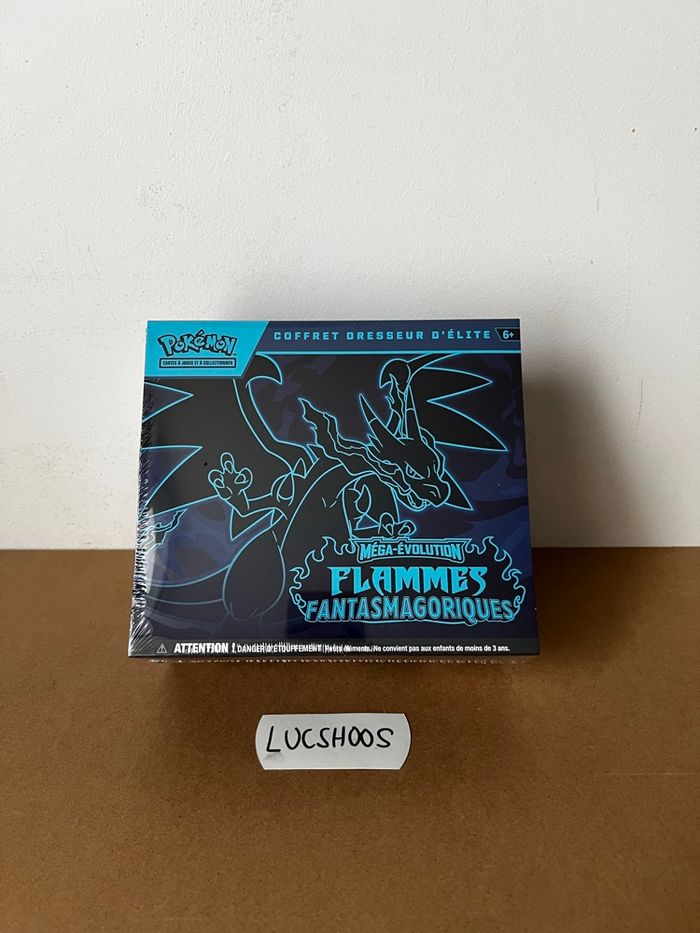 Pokémon
CARTES À JOUER ET À COLLECTIONNER
COFFRET DRESSEUR D'ÉLITE
6+
MÉGA-ÉVOLUTION
FLAMMES
FANTASMAGORIQUES
ATTENTION ! DANGER D'ÉTOUFFEMENT Petits éléments. Ne convient pas aux enfants de moins de 3 ans.
LUCSHOOS